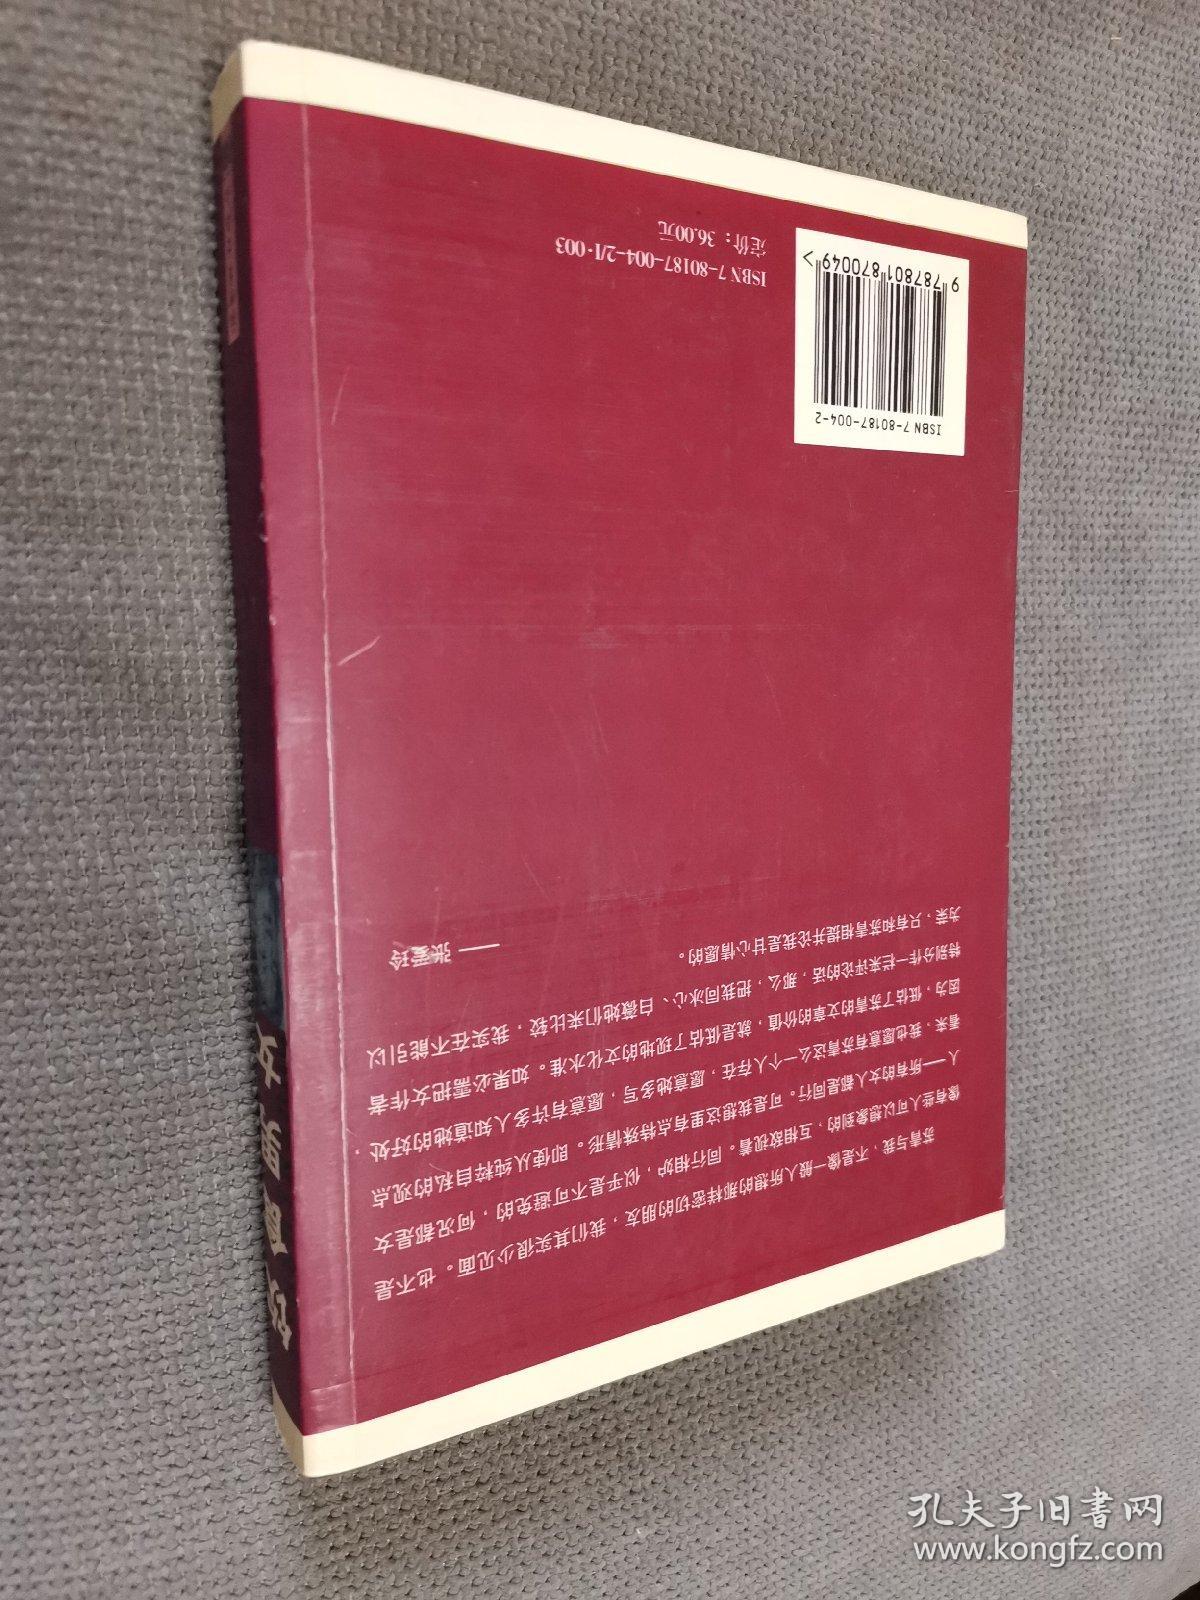 苏青与我,不是像一般人所想的那样密切的朋友,我们其实很少见面。也不是
像有些人可以想象到的,互相敌视着。同行相妒,似乎是不可避免的,何况都是女
人——所有的女人都是同行。可是我想这里有点特殊情形。即使从纯粹自私的观点
看来,我也愿意有苏青这么一个人存在,愿意她多写,愿意有许多人知道她的好处,
因为,低估了苏青的文章的价值,就是低估了现地的文化水准。如果必需把女作者
特别分作一栏来评论的话,那么,把我同冰心、白薇她们来比较,我实在不能引以
为荣,只有和苏青相提并论我是甘心情愿的。
—— 张爱玲
ISBN 7-80187-004-2
9 787801 870049 >
ISBN 7-80187-004-2/I·003
定价:36.00元
饮食男女
孔夫子旧书网
www.kongfz.com